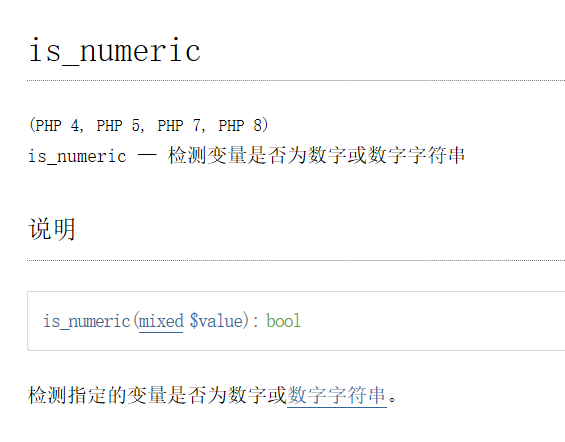 is_numeric
(PHP 4, PHP 5, PHP 7, PHP 8)
is_numeric — 检测变量是否为数字或数字字符串
说明
is_numeric(mixed $value): bool
检测指定的变量是否为数字或数字字符串。